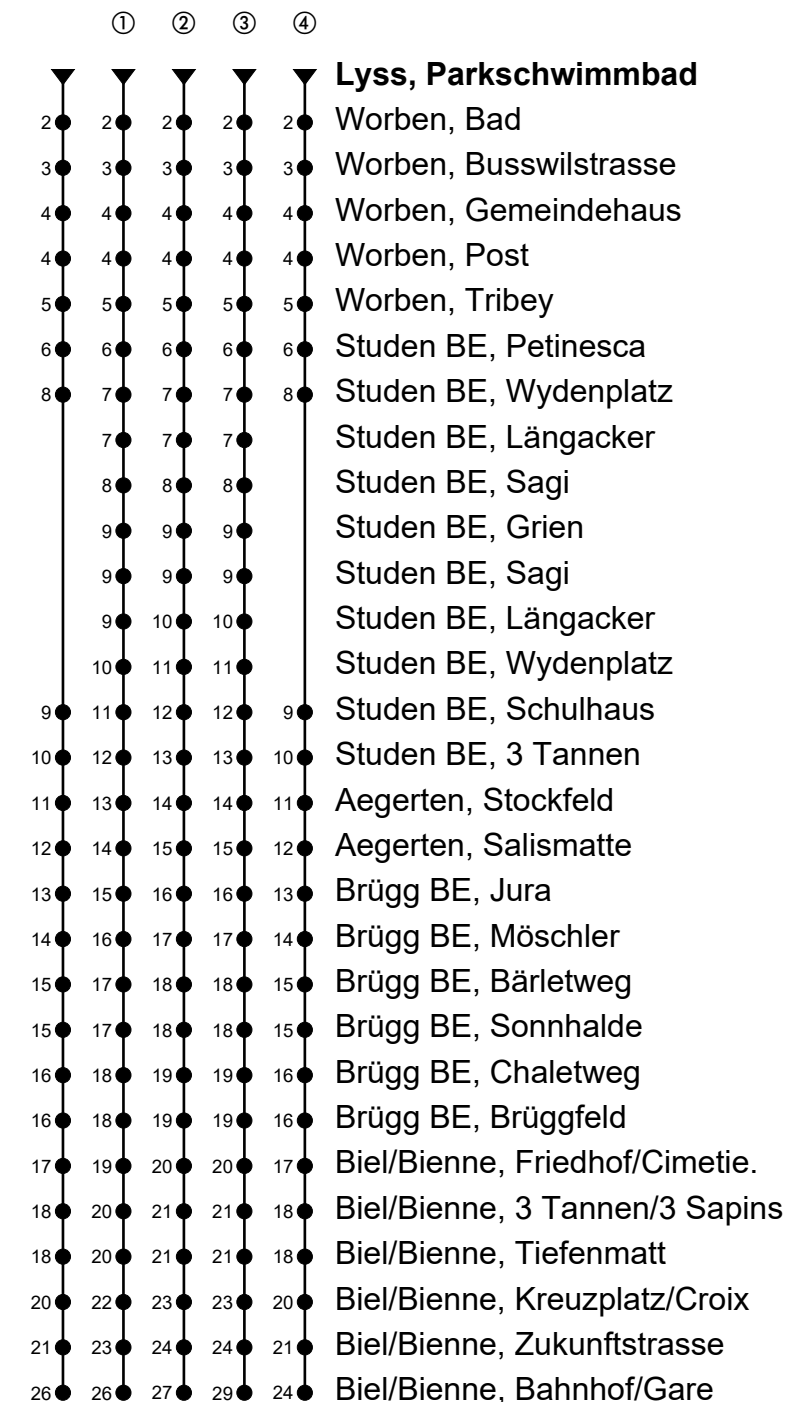 ① ② ③ ④
Lyss, Parkschwimmbad
2 2 2 2 2 Worben, Bad
3 3 3 3 3 Worben, Busswilstrasse
4 4 4 4 4 Worben, Gemeindehaus
4 4 4 4 4 Worben, Post
5 5 5 5 5 Worben, Tribey
6 6 6 6 6 Studen BE, Petinesca
8 7 7 7 8 Studen BE, Wydenplatz
7 7 7 Studen BE, Längacker
8 8 8 Studen BE, Sagi
9 9 9 Studen BE, Grien
9 9 9 Studen BE, Sagi
9 10 10 Studen BE, Längacker
10 11 11 Studen BE, Wydenplatz
9 11 12 12 9 Studen BE, Schulhaus
10 12 13 13 10 Studen BE, 3 Tannen
11 13 14 14 11 Aegerten, Stockfeld
12 14 15 15 12 Aegerten, Salismatte
13 15 16 16 13 Brügg BE, Jura
14 16 17 17 14 Brügg BE, Möschler
15 17 18 18 15 Brügg BE, Bärletweg
15 17 18 18 15 Brügg BE, Sonnhalde
16 18 19 19 16 Brügg BE, Chaletweg
16 18 19 19 16 Brügg BE, Brüggfeld
17 19 20 20 17 Biel/Bienne, Friedhof/Cimetie.
18 20 21 21 18 Biel/Bienne, 3 Tannen/3 Sapins
18 20 21 21 18 Biel/Bienne, Tiefenmatt
20 22 23 23 20 Biel/Bienne, Kreuzplatz/Croix
21 23 24 24 21 Biel/Bienne, Zukunftstrasse
26 26 27 29 24 Biel/Bienne, Bahnhof/Gare